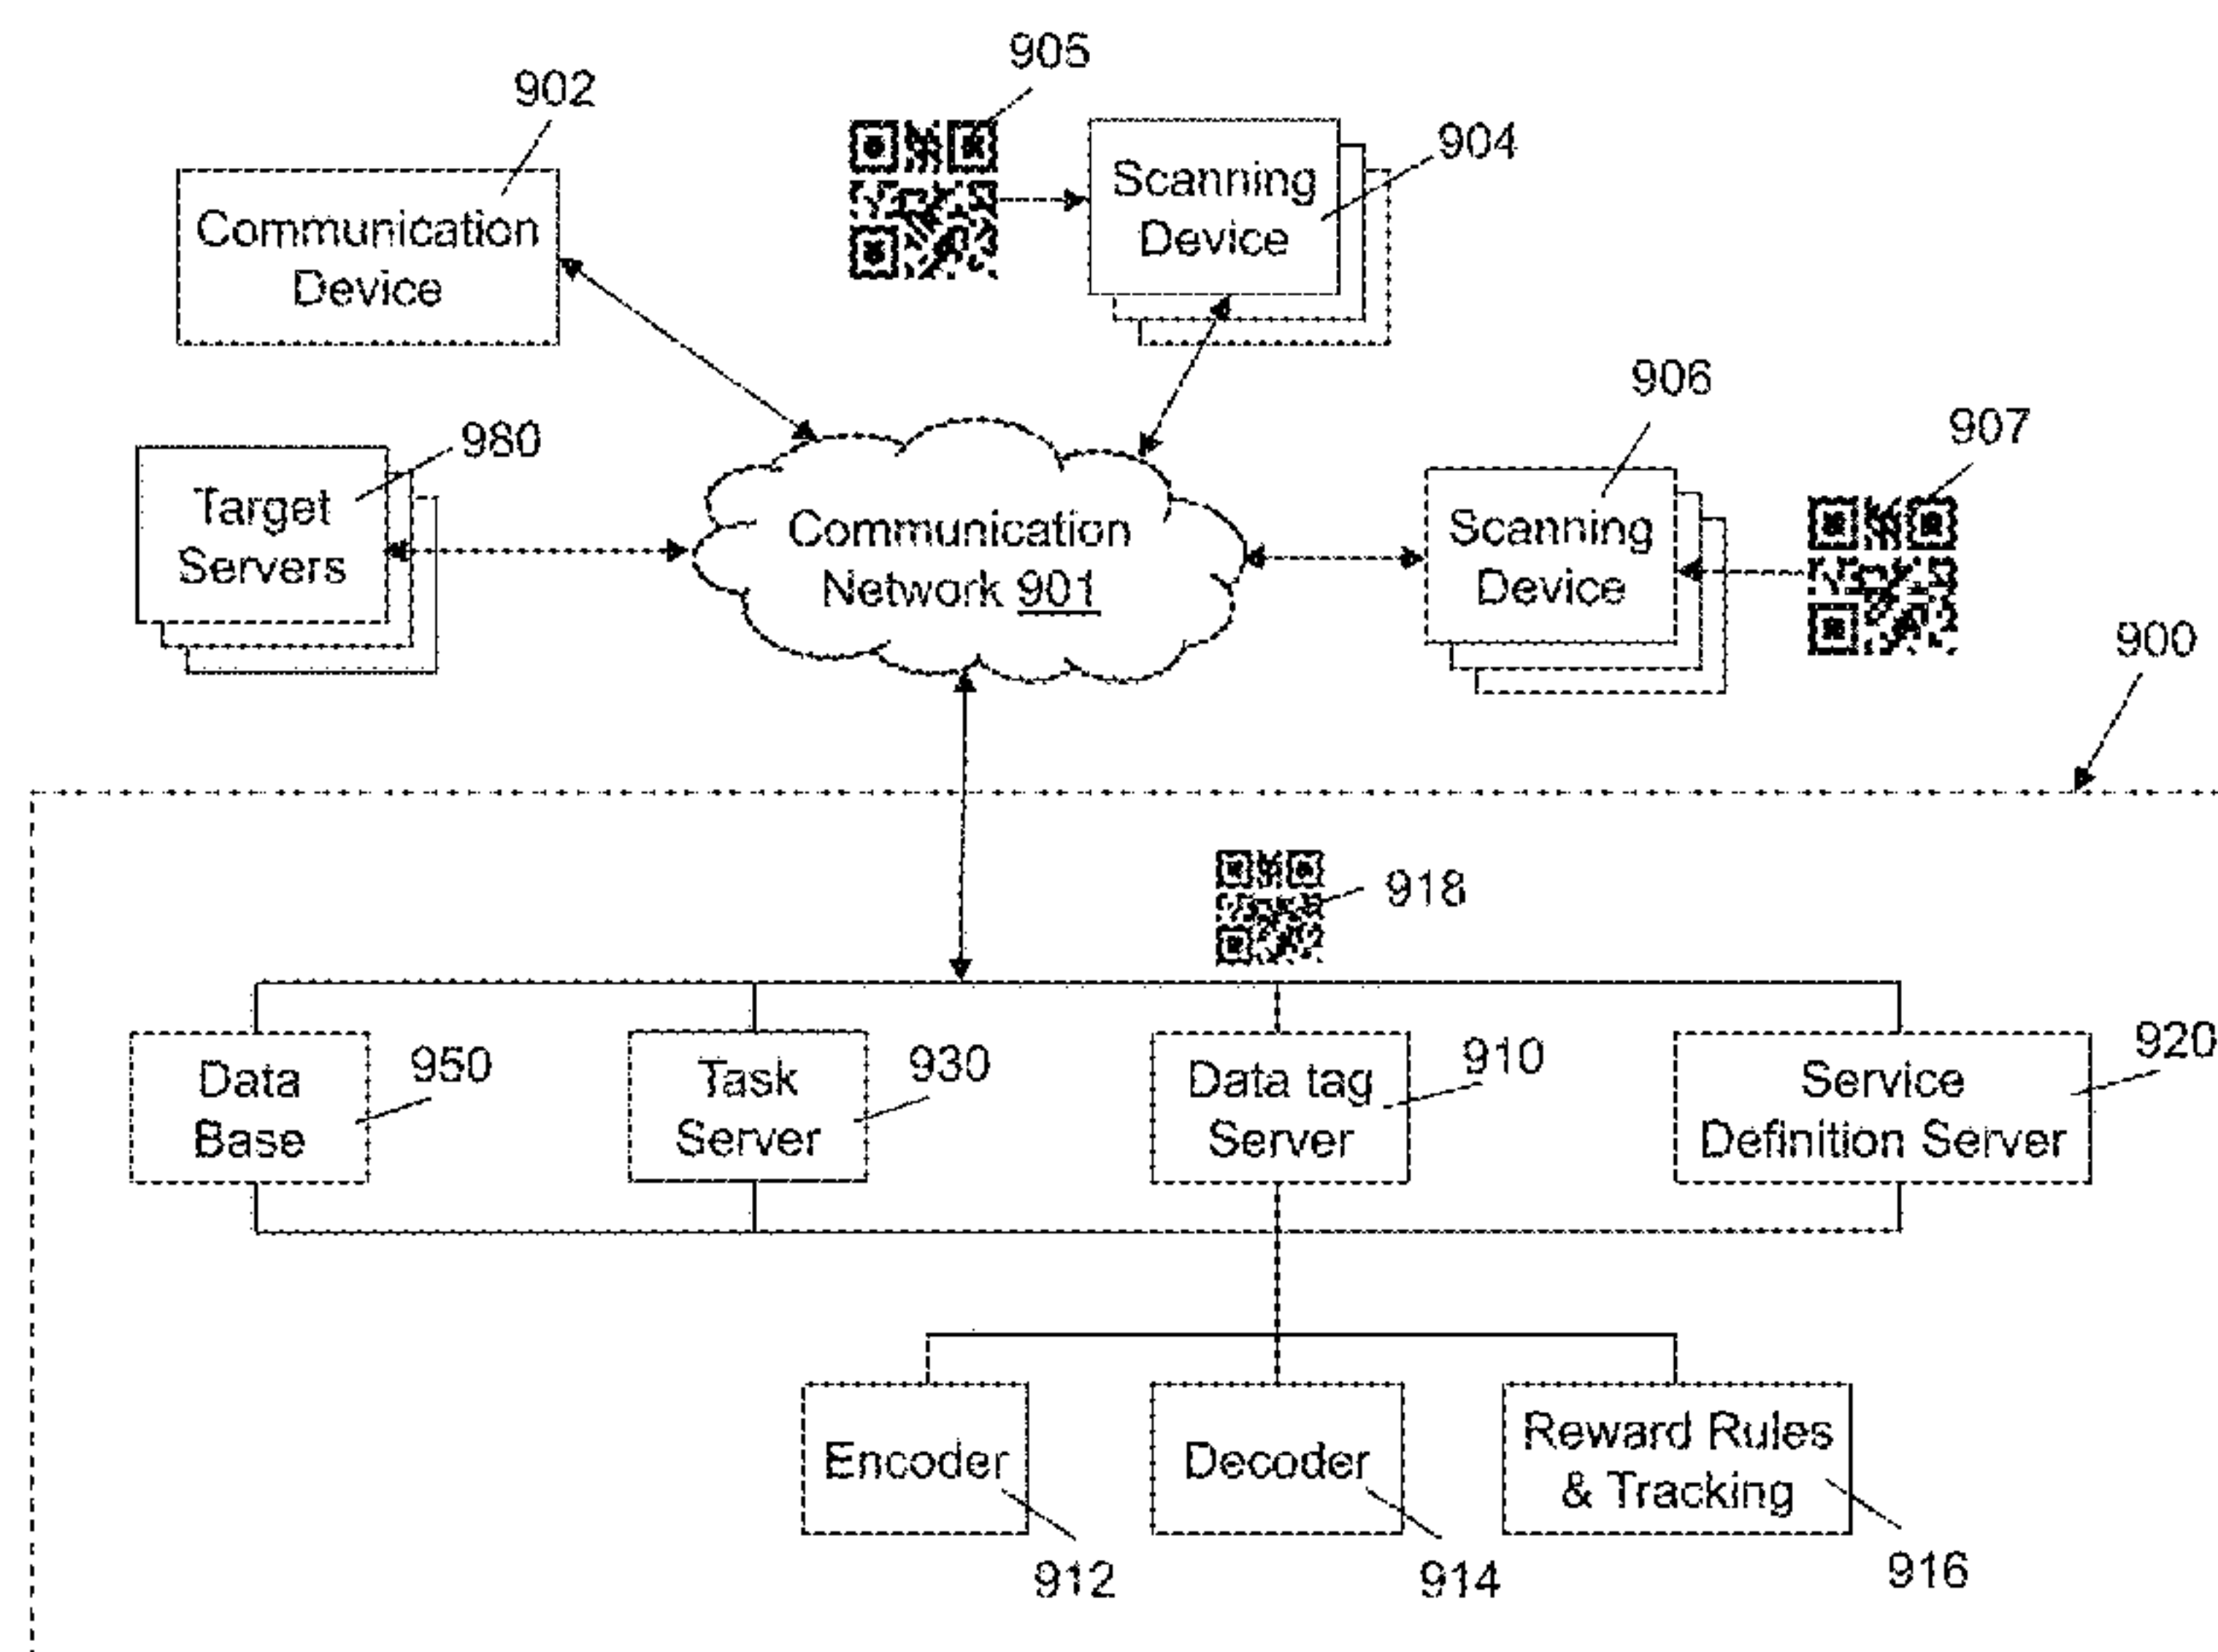 905
902
904
Scanning
Device
Communication
Device
906
907
980
Target
Servers
Communication
Network 901
Scanning
Device
900
918
950
930
910
920
Data
Base
Task
Server
Data tag
Server
Service
Definition Server
Encoder
Decoder
Reward Rules
& Tracking
912
914
916